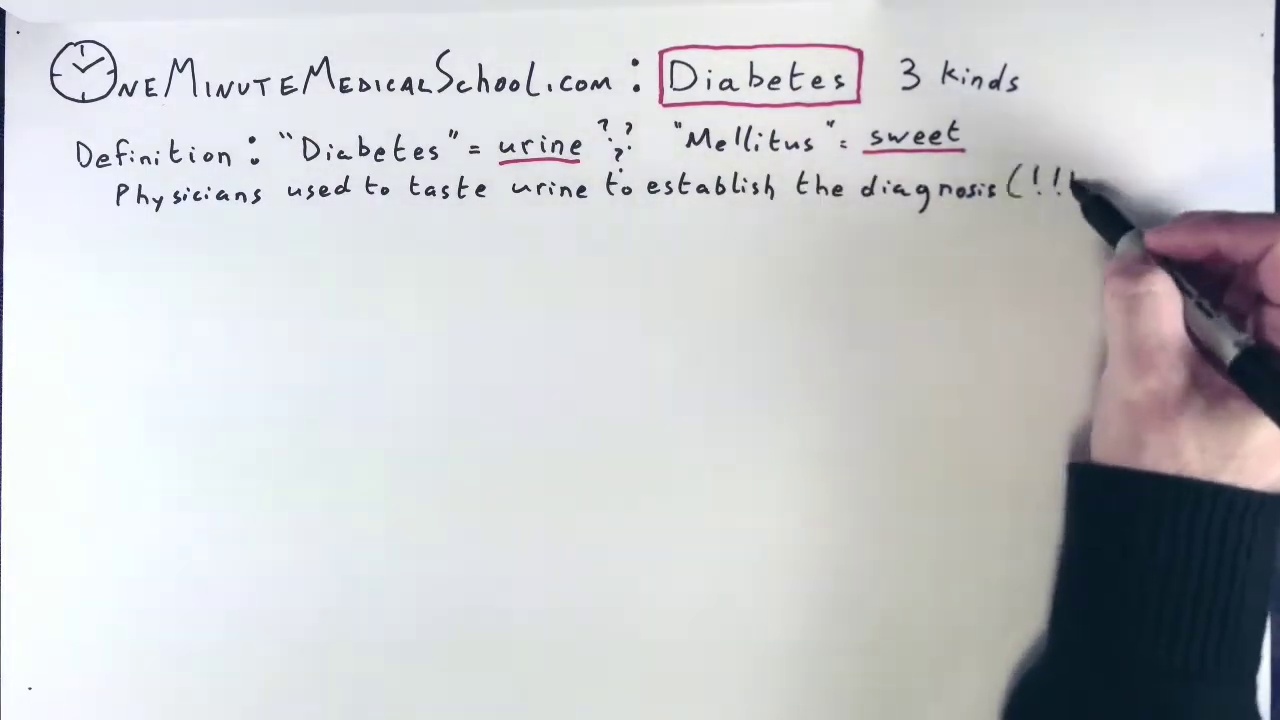 OneMinuteMedicalSchool.com : Diabetes 3 kinds
Definition : "Diabetes" = urine ??? "Mellitus" = sweet
Physicians used to taste urine to establish the diagnosis (!!